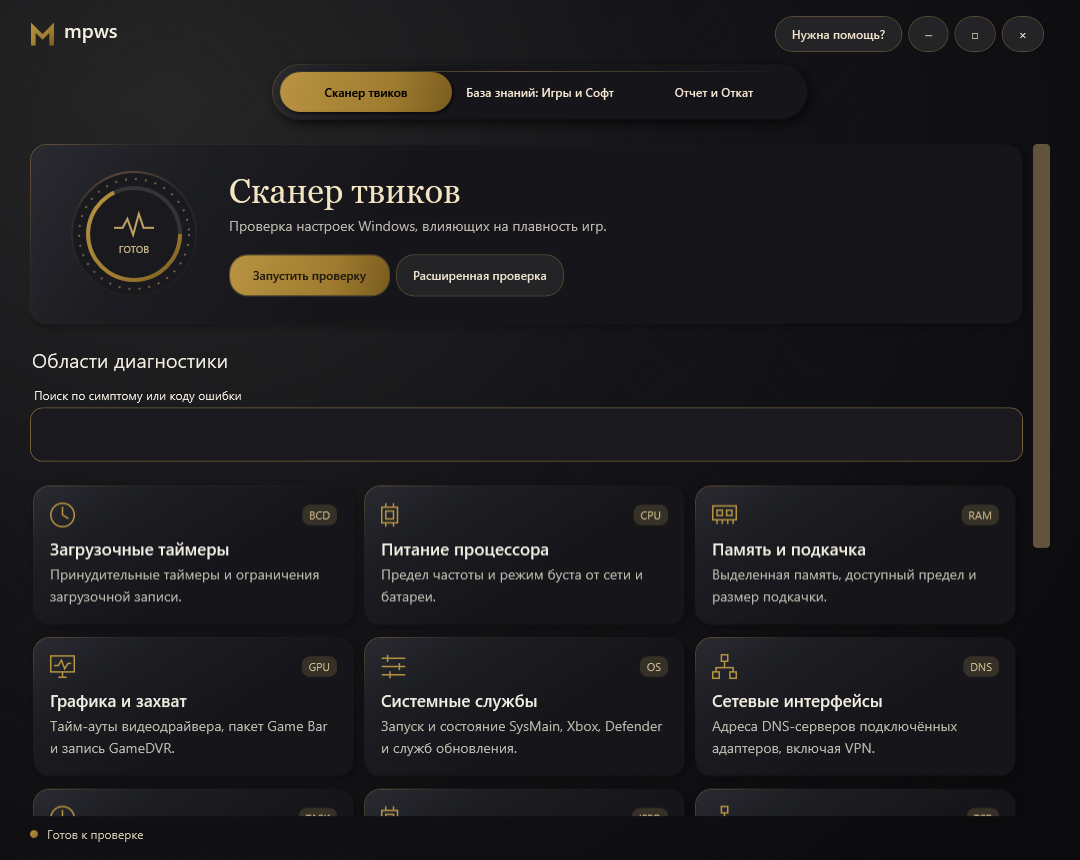 mpws
Нужна помощь?
Сканер твиков
База знаний: Игры и Софт
Отчет и Откат
ГОТОВ
Сканер твиков
Проверка настроек Windows, влияющих на плавность игр.
Запустить проверку
Расширенная проверка
Области диагностики
Поиск по симптому или коду ошибки
BCD
Загрузочные таймеры
Принудительные таймеры и ограничения
загрузочной записи.
CPU
Питание процессора
Предел частоты и режим буста от сети и
батареи.
RAM
Память и подкачка
Выделенная память, доступный предел и
размер подкачки.
GPU
Графика и захват
Тайм-ауты видеодрайвера, пакет Game Bar
и запись GameDVR.
OS
Системные службы
Запуск и состояние SysMain, Xbox, Defender
и служб обновления.
DNS
Сетевые интерфейсы
Адреса DNS-серверов подключённых
адаптеров, включая VPN.
Готов к проверке